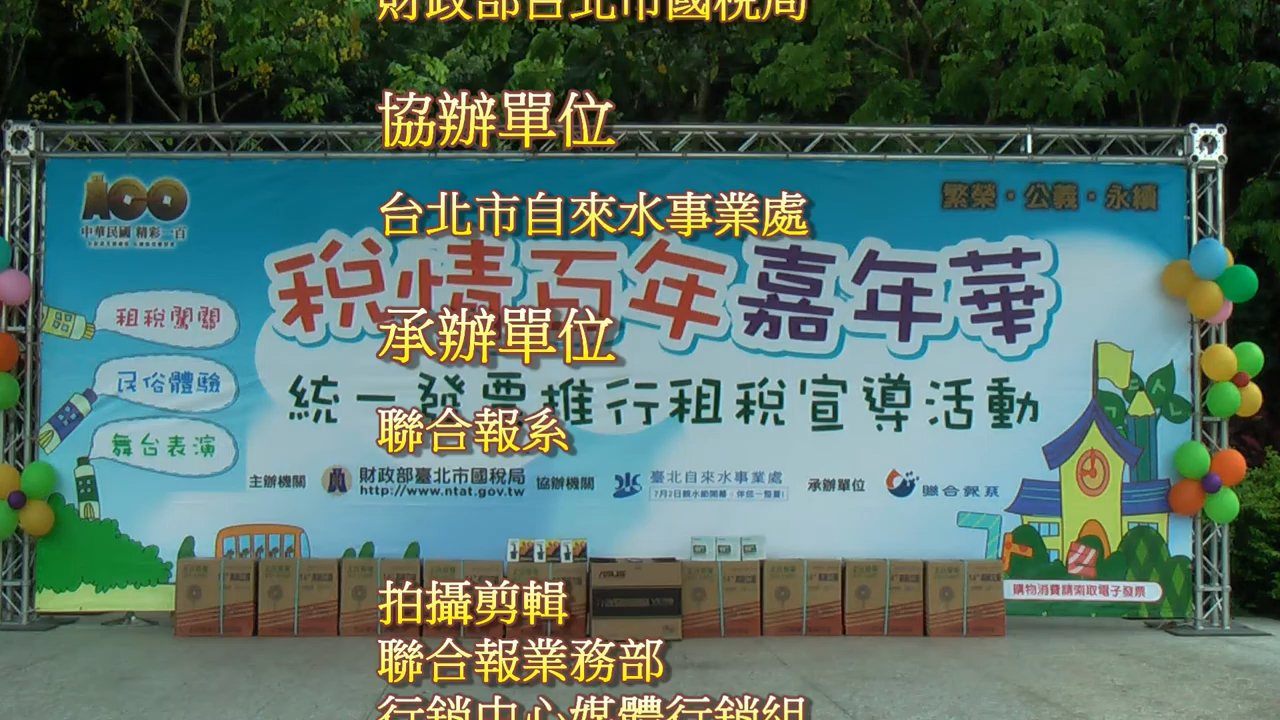 財政部台北市國稅局
協辦單位
台北市自來水事業處
承辦單位
聯合報系
拍攝剪輯
聯合報業務部
行銷中心媒體行銷組
中華民國 精彩一百
繁榮·公義·永續
稅情百年嘉年華
統一發票推行租稅宣導活動
租稅闖關
民俗體驗
舞台表演
主辦機關 財政部臺北市國稅局 協辦機關 臺北自來水事業處 承辦單位 聯合報系
http://www.ntat.gov.tw
購物消費請索取電子發票
ASUS